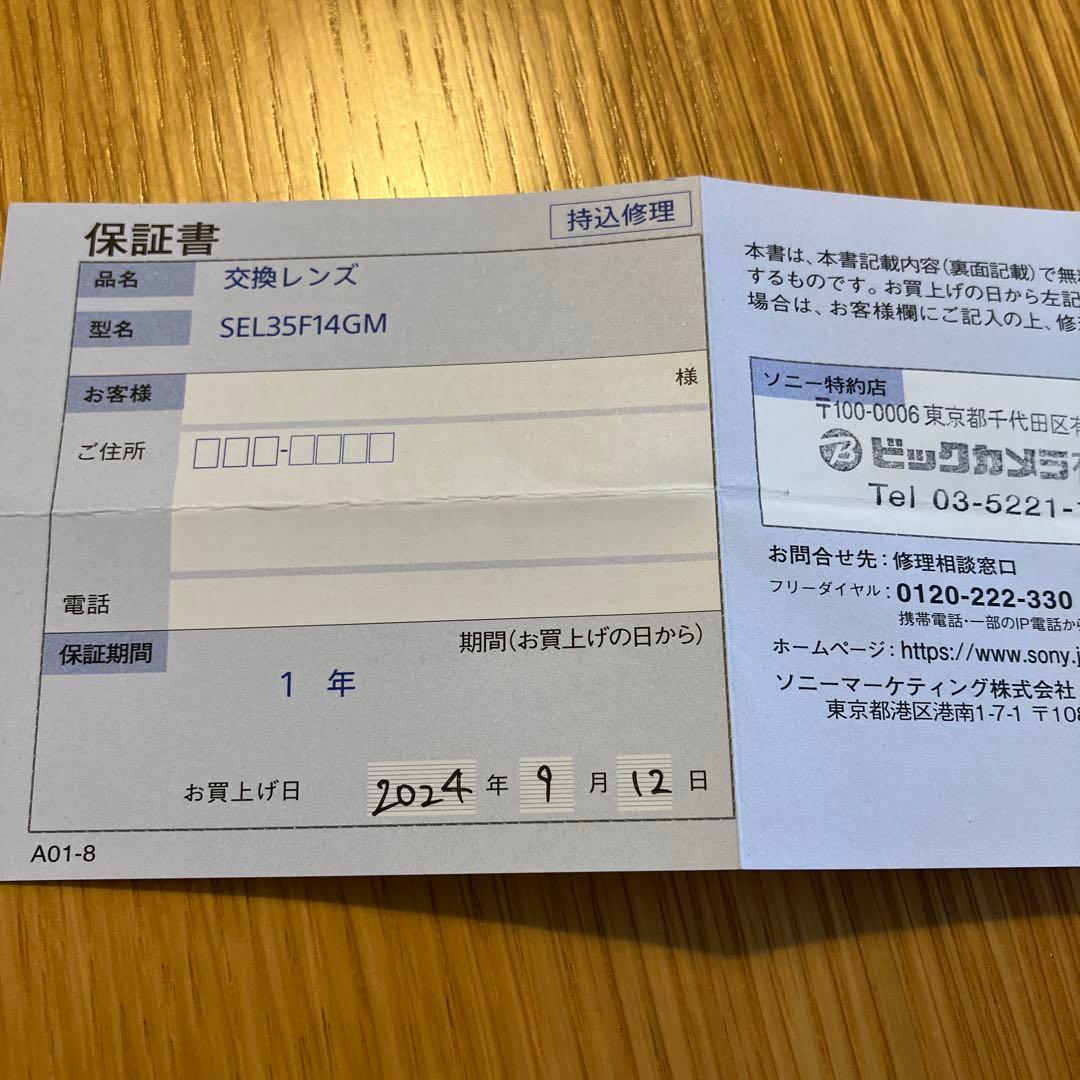 保証書
持込修理
品名 交換レンズ
型名 SEL35F14GM
お客様 様
ご住所 □□□-□□□□
電話
保証期間 期間(お買上げの日から)
1 年
お買上げ日 2024 年 9 月 12 日
A01-8
本書は、本書記載内容(裏面記載)で無
するものです。お買上げの日から左記
場合は、お客様欄にご記入の上、修
ソニー特約店
〒100-0006 東京都千代田区
ビックカメラ
Tel 03-5221-
お問合せ先:修理相談窓口
フリーダイヤル:0120-222-330
携帯電話・一部のIP電話か
ホームページ:https://www.sony.j
ソニーマーケティング株式会社
東京都港区港南1-7-1 〒108